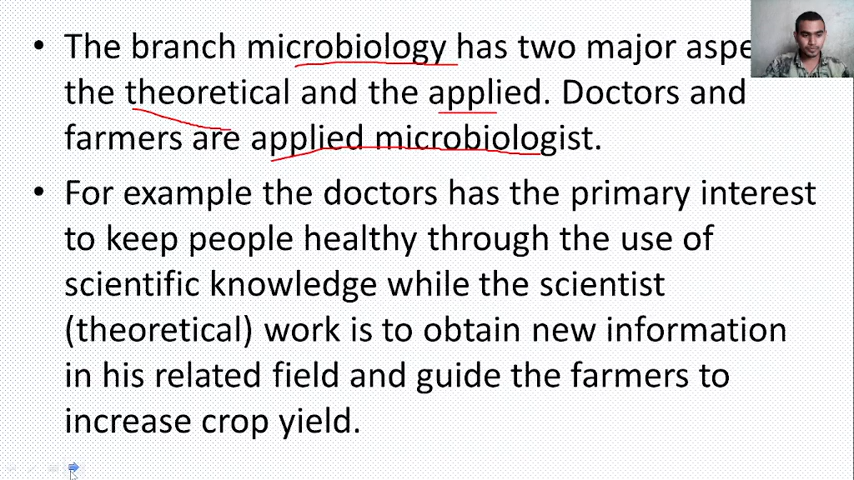 • The branch microbiology has two major aspe
the theoretical and the applied. Doctors and
farmers are applied microbiologist.
• For example the doctors has the primary interest
to keep people healthy through the use of
scientific knowledge while the scientist
(theoretical) work is to obtain new information
in his related field and guide the farmers to
increase crop yield.